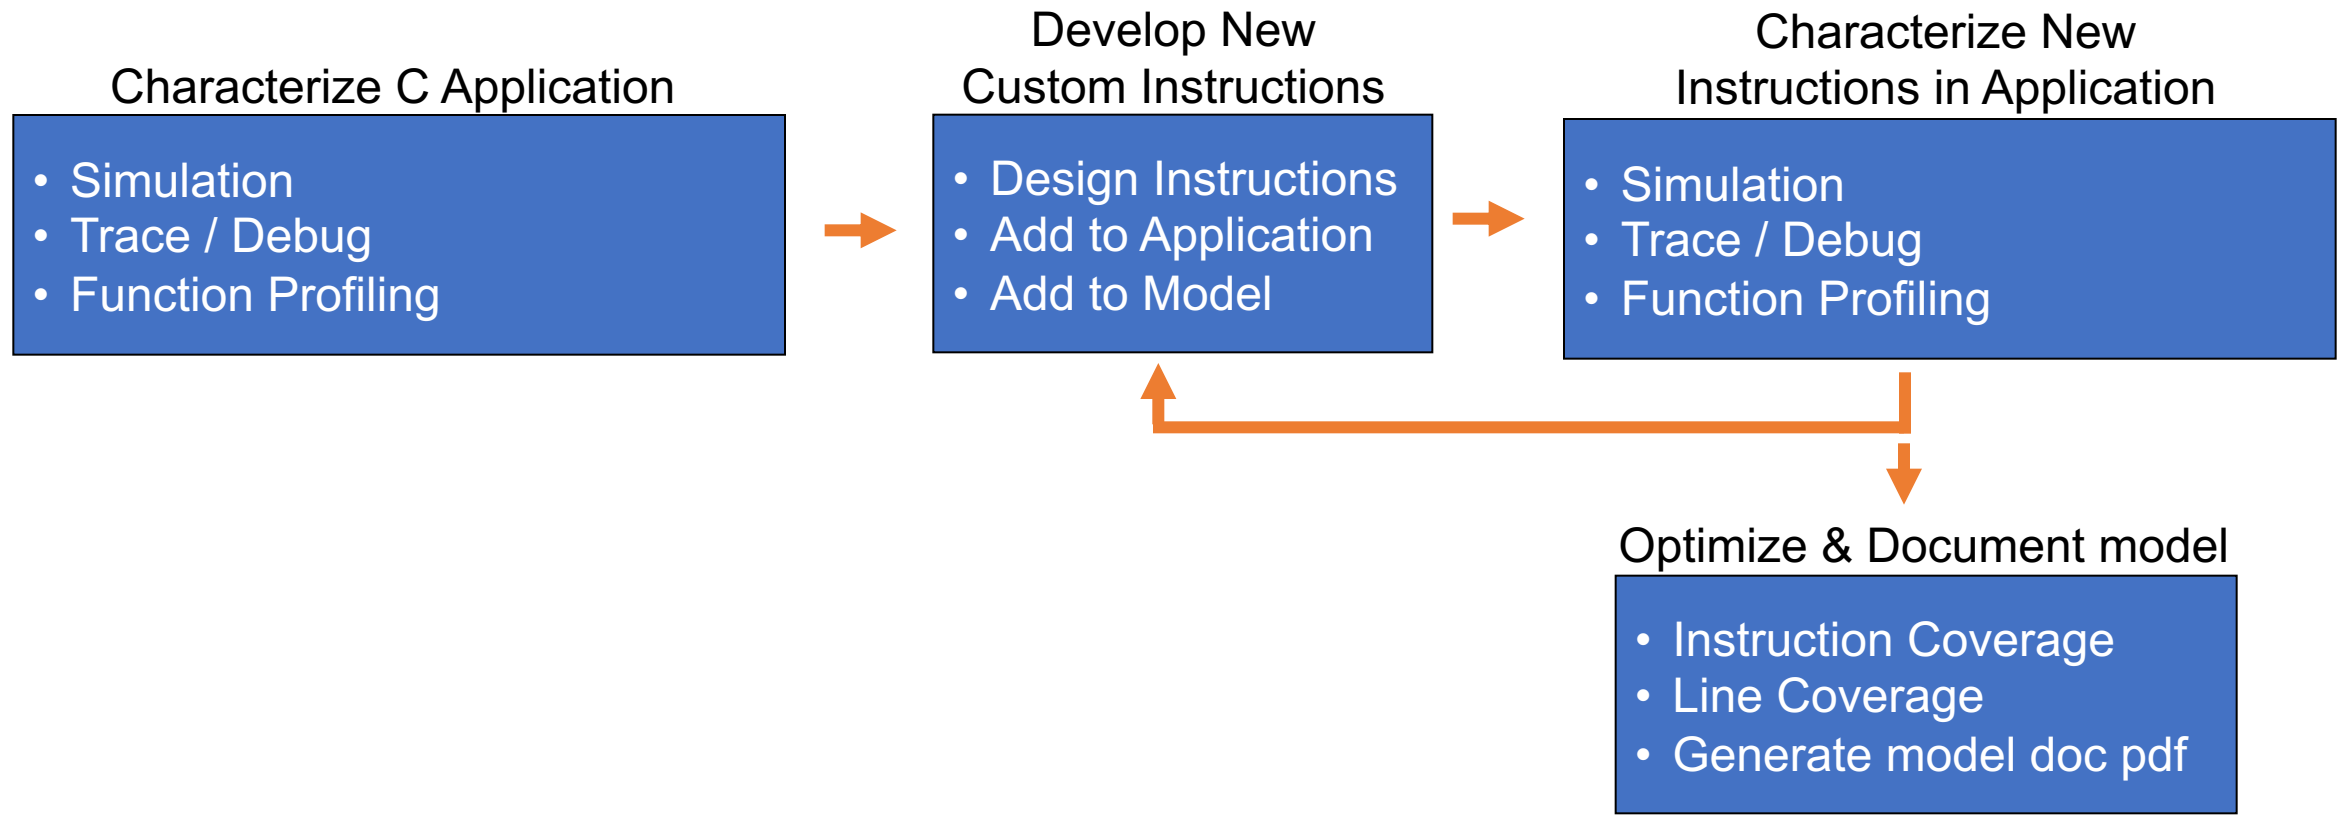 Characterize C Application
• Simulation
• Trace / Debug
• Function Profiling
Develop New
Custom Instructions
• Design Instructions
• Add to Application
• Add to Model
Characterize New
Instructions in Application
• Simulation
• Trace / Debug
• Function Profiling
Optimize & Document model
• Instruction Coverage
• Line Coverage
• Generate model doc pdf